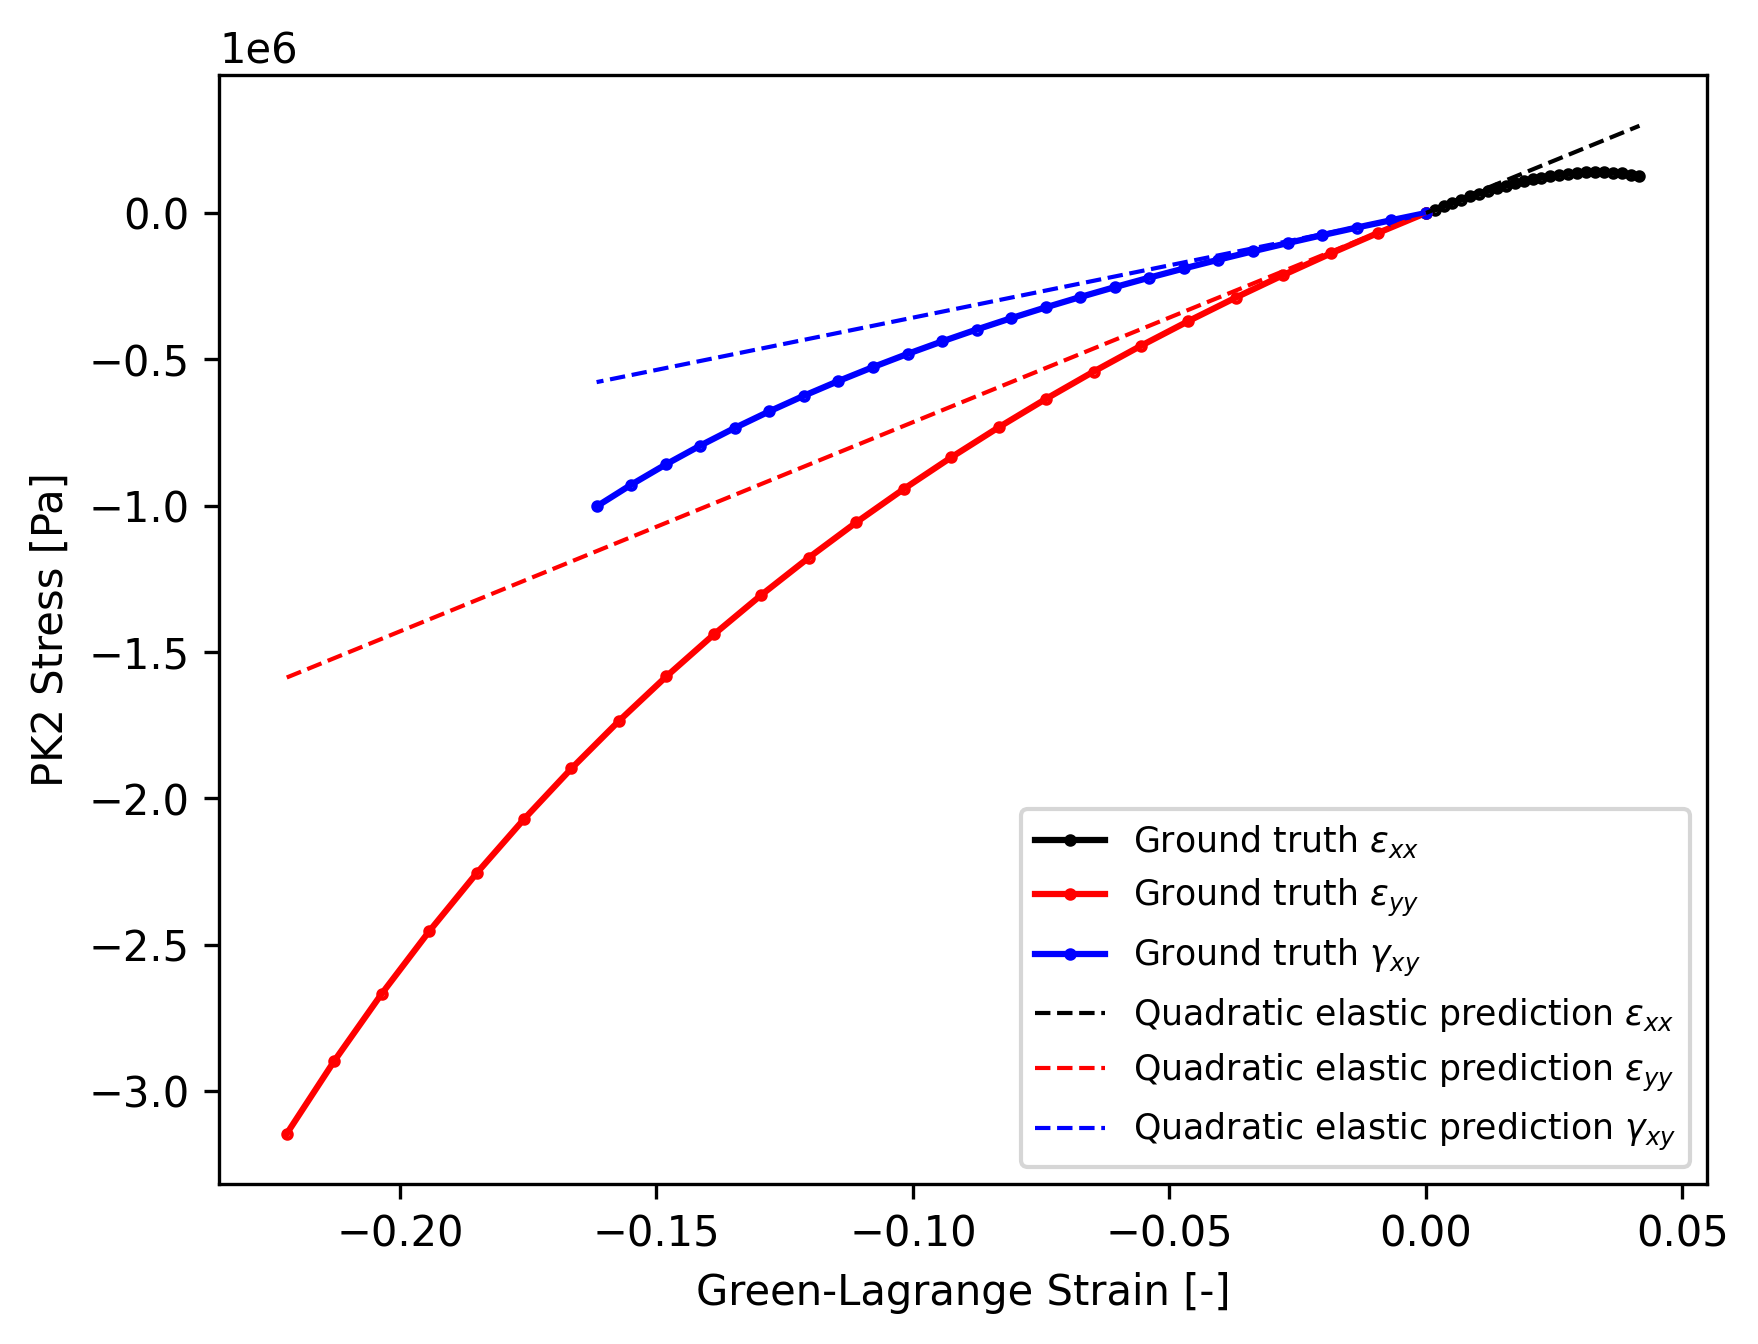 1e6
0.0
−0.5
−1.0
−1.5
−2.0
−2.5
−3.0
PK2 Stress [Pa]
Ground truth εxx
Ground truth εyy
Ground truth γxy
Quadratic elastic prediction εxx
Quadratic elastic prediction εyy
Quadratic elastic prediction γxy
−0.20 −0.15 −0.10 −0.05 0.00 0.05
Green-Lagrange Strain [-]